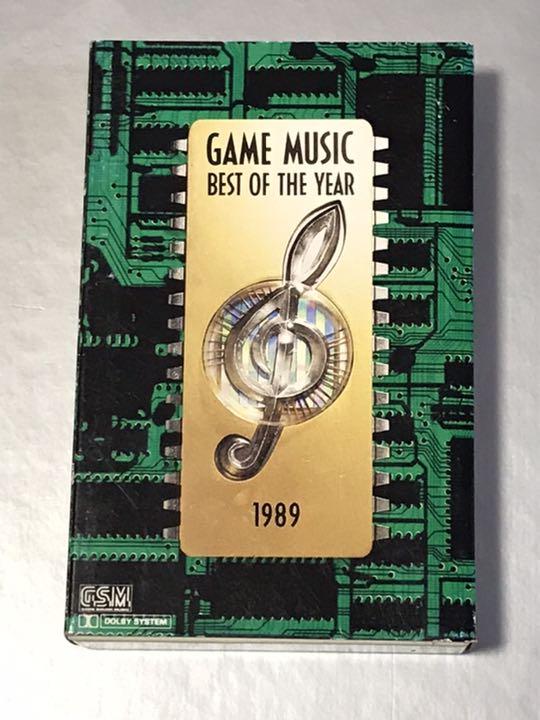 GAME MUSIC
BEST OF THE YEAR
1989
GSM
DOLBY SYSTEM